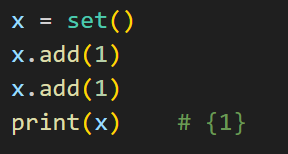 x = set()
x.add(1)
x.add(1)
print(x)    # {1}